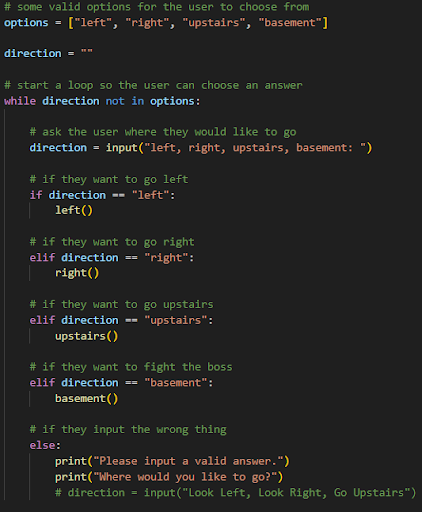 # some valid options for the user to choose from
options = ["left", "right", "upstairs", "basement"]
direction = ""
# start a loop so the user can choose an answer
while direction not in options:
# ask the user where they would like to go
direction = input("left, right, upstairs, basement: ")
# if they want to go left
if direction == "left":
left()
# if they want to go right
elif direction == "right":
right()
# if they want to go upstairs
elif direction == "upstairs":
upstairs()
# if they want to fight the boss
elif direction == "basement":
basement()
# if they input the wrong thing
else:
print("Please input a valid answer.")
print("Where would you like to go?")
# direction = input("Look Left, Look Right, Go Upstairs")